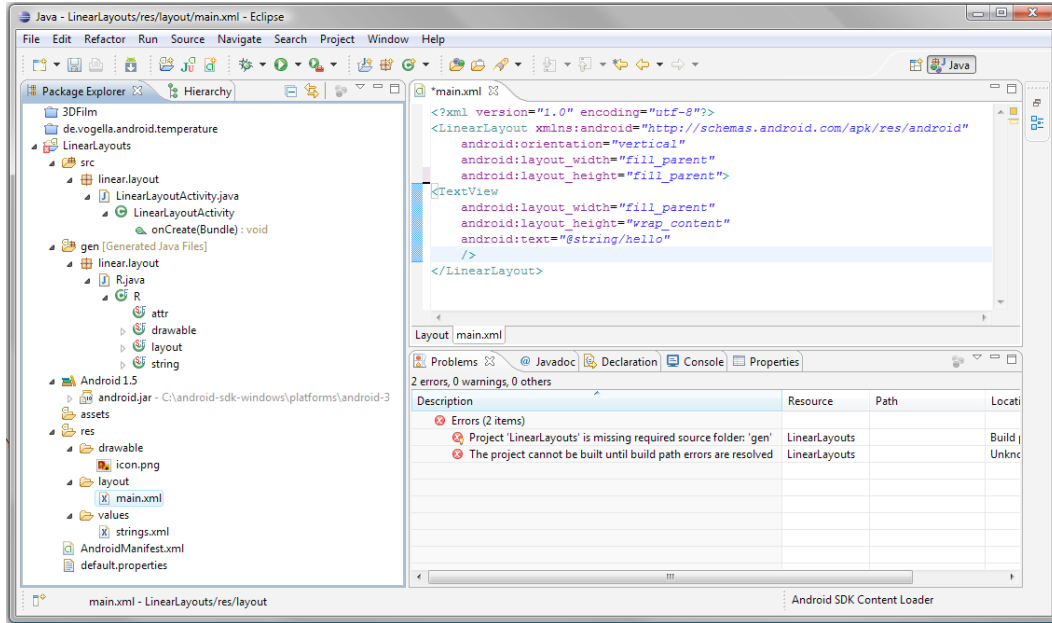 Java - LinearLayouts/res/layout/main.xml - Eclipse
File Edit Refactor Run Source Navigate Search Project Window Help
Java
Package Explorer Hierarchy
3DFilm
de.vogella.android.temperature
LinearLayouts
src
linear.layout
LinearLayoutActivity.java
LinearLayoutActivity
onCreate(Bundle) : void
gen [Generated Java Files]
linear.layout
R.java
R
attr
drawable
layout
string
Android 1.5
android.jar - C:\android-sdk-windows\platforms\android-3
assets
res
drawable
icon.png
layout
main.xml
values
strings.xml
AndroidManifest.xml
default.properties
*main.xml
<?xml version="1.0" encoding="utf-8"?>
<LinearLayout xmlns:android="http://schemas.android.com/apk/res/android"
android:orientation="vertical"
android:layout_width="fill_parent"
android:layout_height="fill_parent">
<TextView
android:layout_width="fill_parent"
android:layout_height="wrap_content"
android:text="@string/hello"
/>
</LinearLayout>
Layout main.xml
Problems @ Javadoc Declaration Console Properties
2 errors, 0 warnings, 0 others
Description Resource Path Locati
Errors (2 items)
Project 'LinearLayouts' is missing required source folder: 'gen' LinearLayouts Build
The project cannot be built until build path errors are resolved LinearLayouts Unkno
main.xml - LinearLayouts/res/layout
Android SDK Content Loader